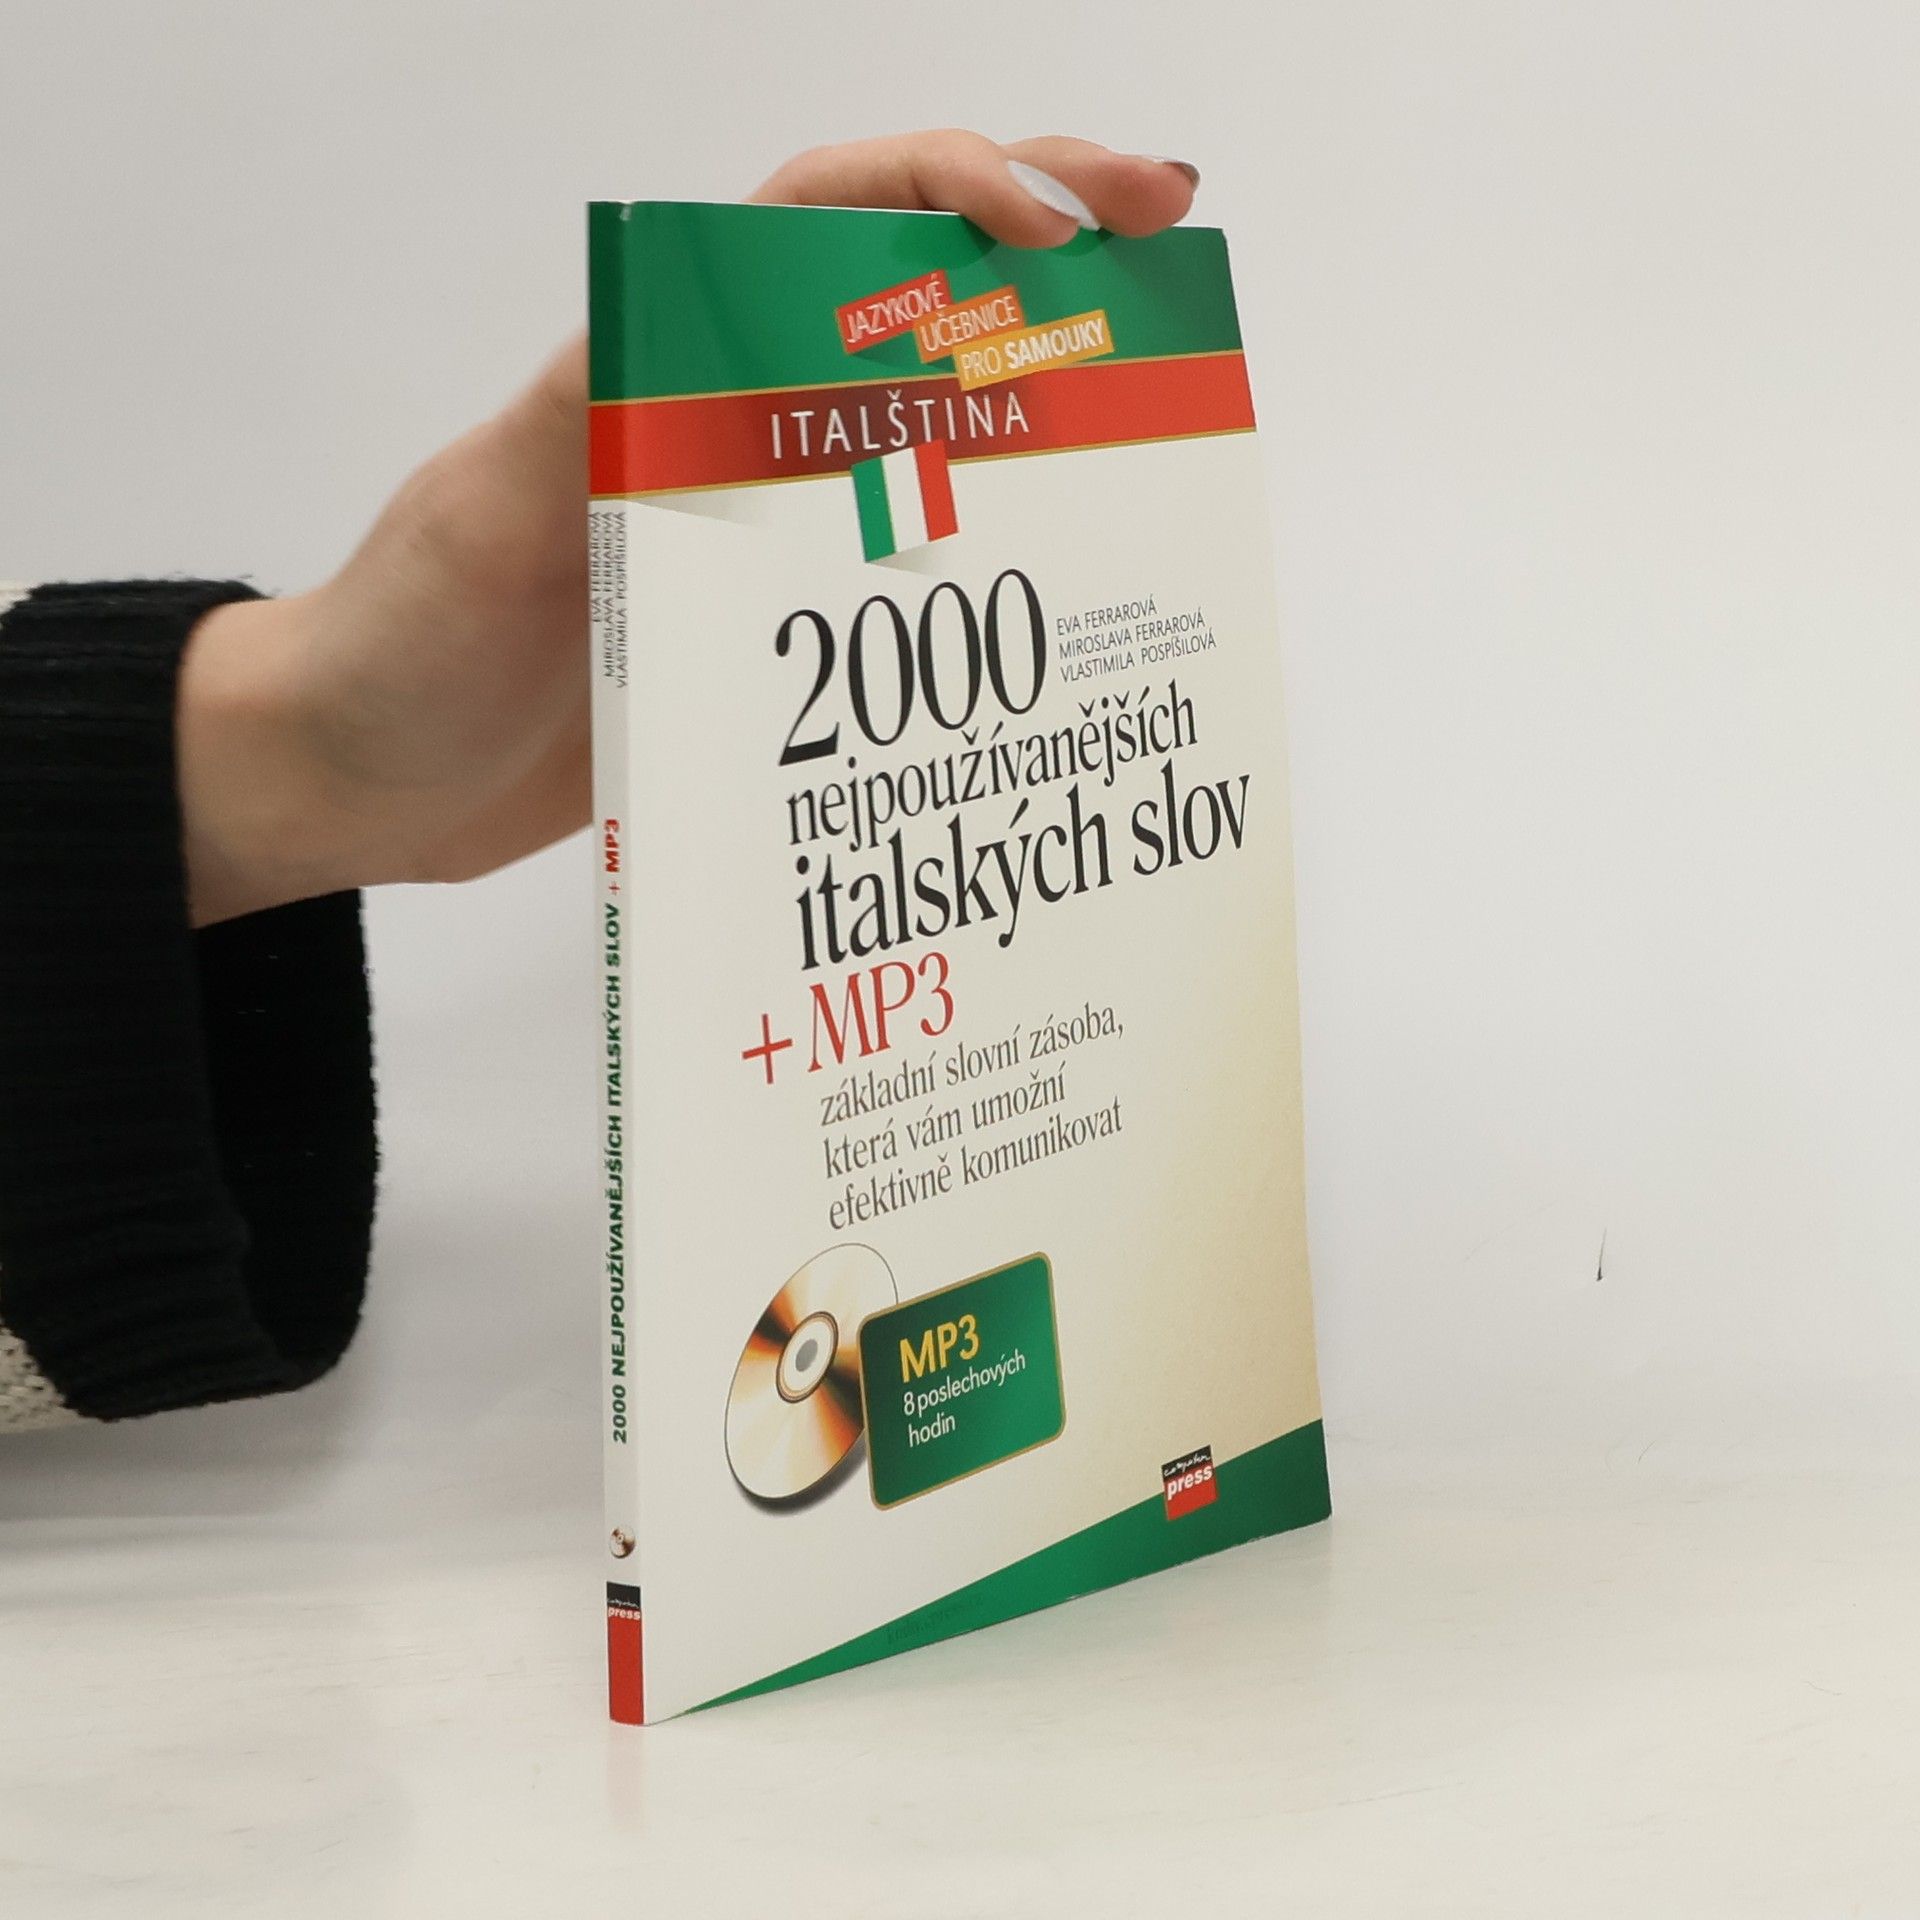 JAZYKOVÉ
UČEBNICE
PRO SAMOUKY
ITALŠTINA
2000
EVA FERRAROVÁ
MIROSLAVA FERRAROVÁ
VLASTIMILA POSPÍŠILOVÁ
nejpoužívanějších
italských slov
+ MP3
základní slovní zásoba,
která vám umožní
efektivně komunikovat
MP3
8 poslechových
hodin
computer
press
EVA FERRAROVÁ
MIROSLAVA FERRAROVÁ
VLASTIMILA POSPÍŠILOVÁ
2000 NEJPOUŽÍVANĚJŠÍCH ITALSKÝCH SLOV + MP3
computer
press